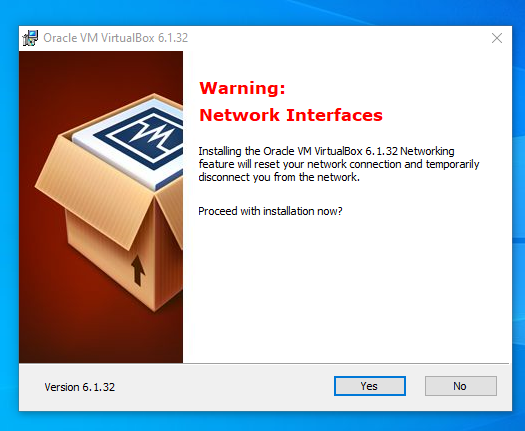 Oracle VM VirtualBox 6.1.32
Warning:
Network Interfaces
Installing the Oracle VM VirtualBox 6.1.32 Networking
feature will reset your network connection and temporarily
disconnect you from the network.
Proceed with installation now?
Version 6.1.32
Yes
No